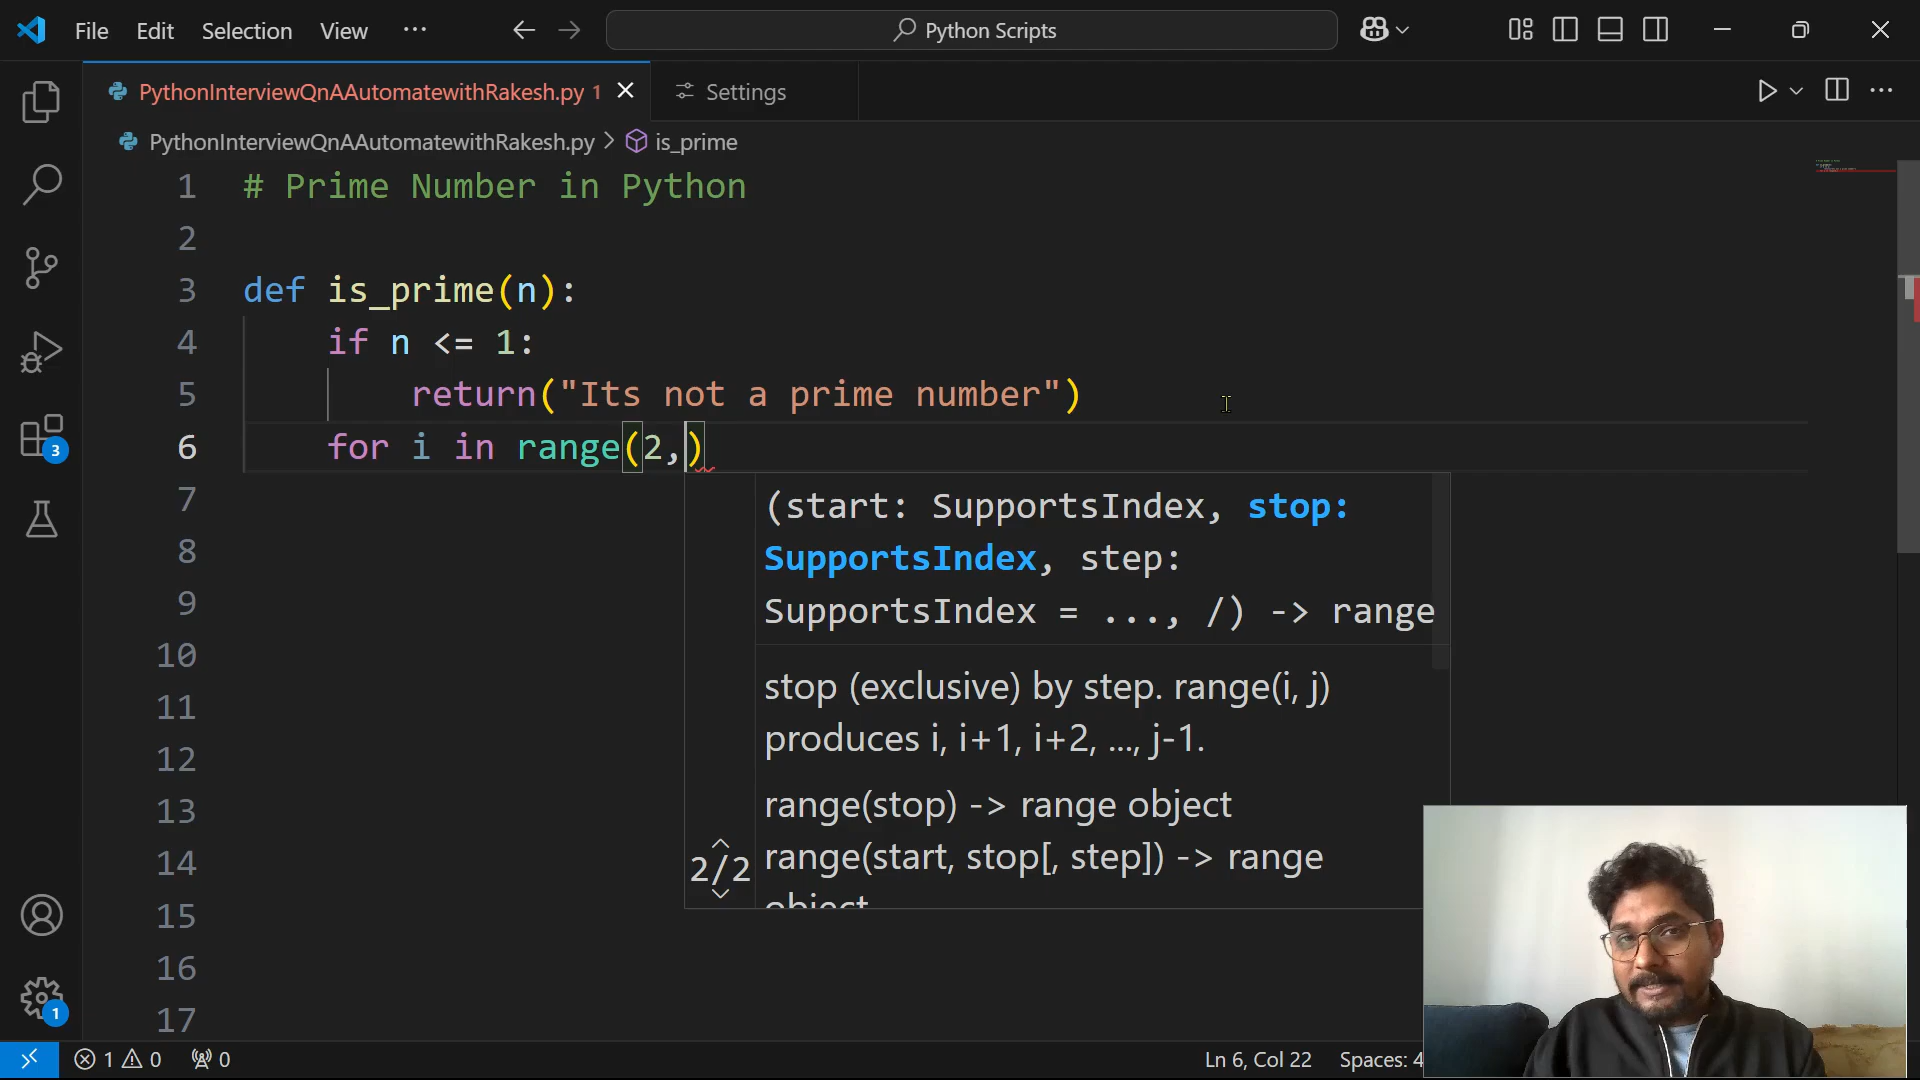 File Edit Selection View ··· Python Scripts
PythonInterviewQnAAutomatewithRakesh.py 1 Settings
PythonInterviewQnAAutomatewithRakesh.py > is_prime
1 # Prime Number in Python
2
3 def is_prime(n):
4 if n <= 1:
5 return("Its not a prime number")
6 for i in range(2,)
7 (start: SupportsIndex, stop:
8 SupportsIndex, step:
9 SupportsIndex = ..., /) -> range
10
11 stop (exclusive) by step. range(i, j)
12 produces i, i+1, i+2, ..., j-1.
13 range(stop) -> range object
14 2/2 range(start, stop[, step]) -> range
15 object
16
17
3
1
1 0 0 Ln 6, Col 22 Spaces: 4